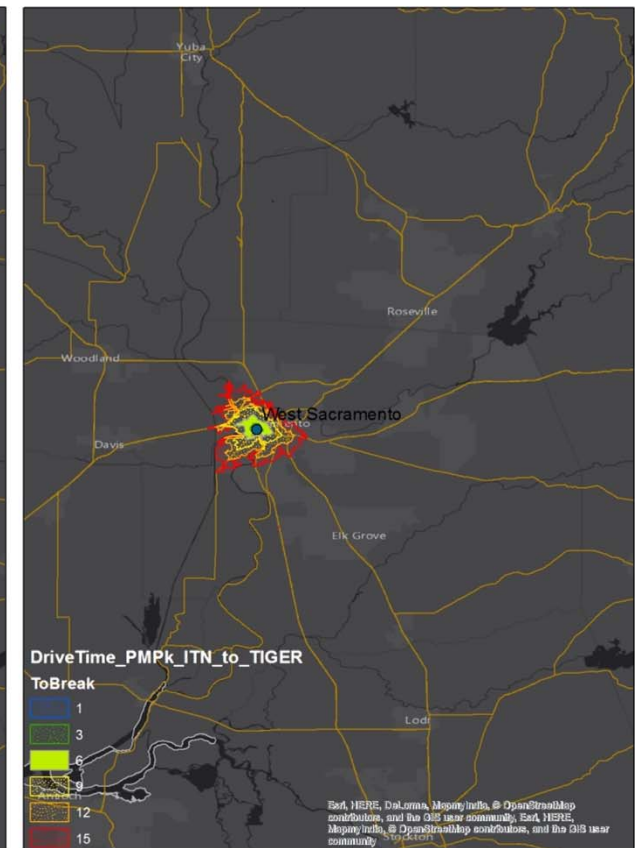 Yuba
City
Roseville
Woodland
West Sacramento
Davis
Elk Grove
DriveTime_PMPk_ITN_to_TIGER
ToBreak
1
3
Lodi
6
9
Antioch
12
15
Esri, HERE, DeLorme, MapmyIndia, © OpenStreetMap
contributors, and the GIS user community, Esri, HERE,
MapmyIndia, © OpenStreetMap contributors, and the GIS user
community
Stockton